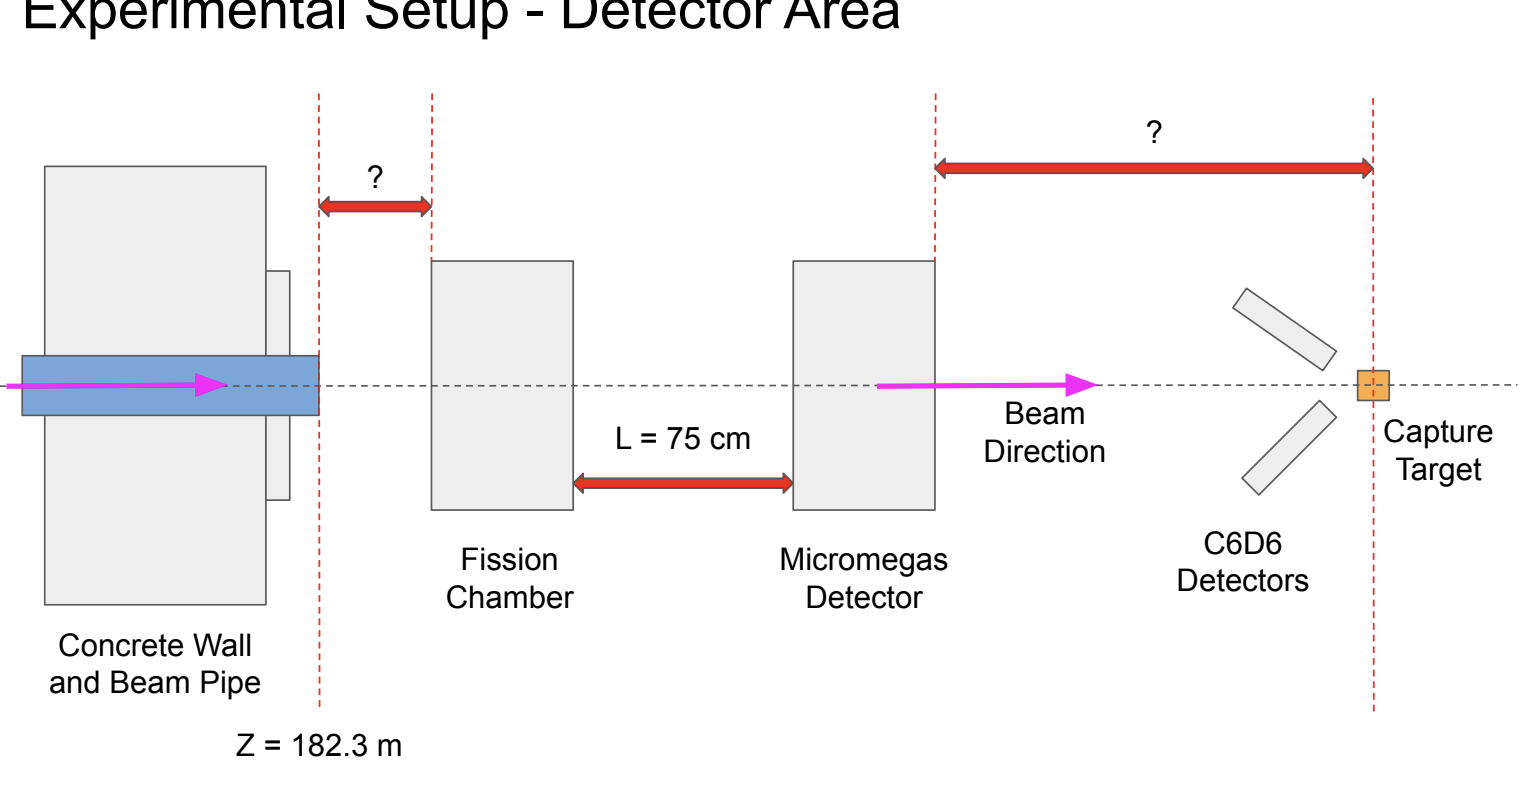 Experimental Setup - Detector Area
?
?
L = 75 cm
Beam
Direction
Capture
Target
Fission
Chamber
Micromegas
Detector
C6D6
Detectors
Concrete Wall
and Beam Pipe
Z = 182.3 m